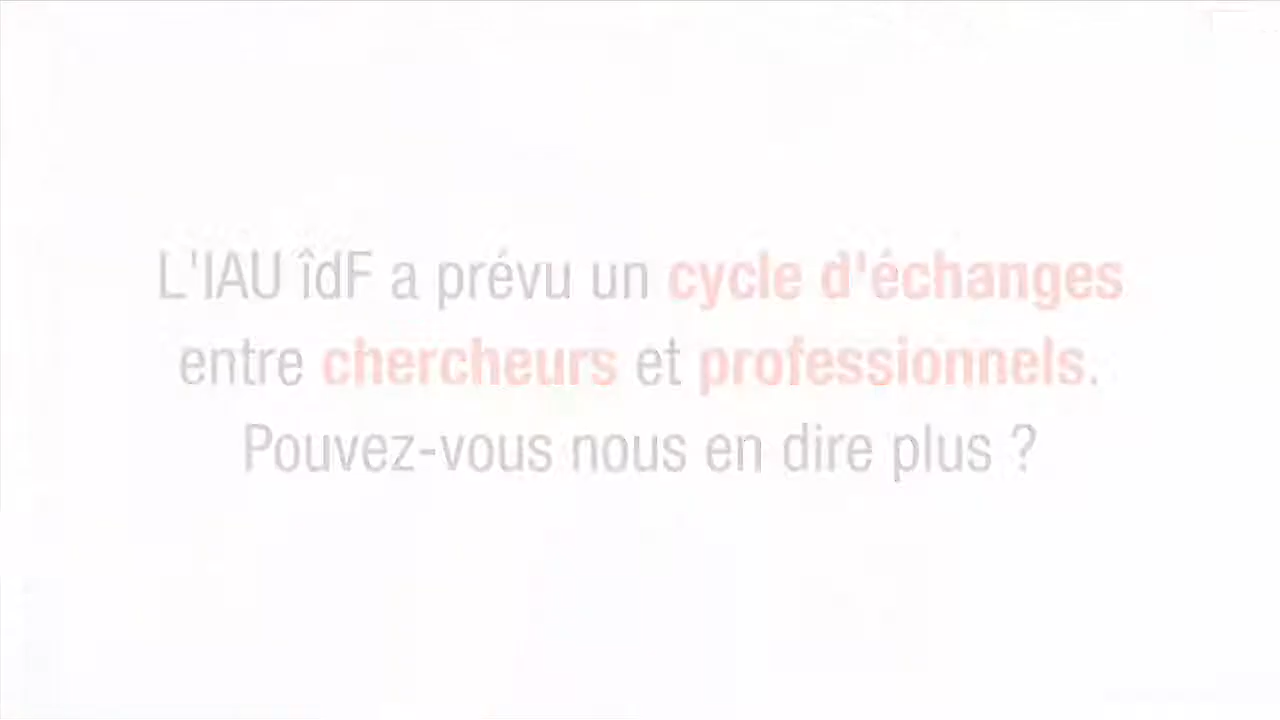 L'IAU îdF a prévu un cycle d'échanges
entre chercheurs et professionnels.
Pouvez-vous nous en dire plus ?